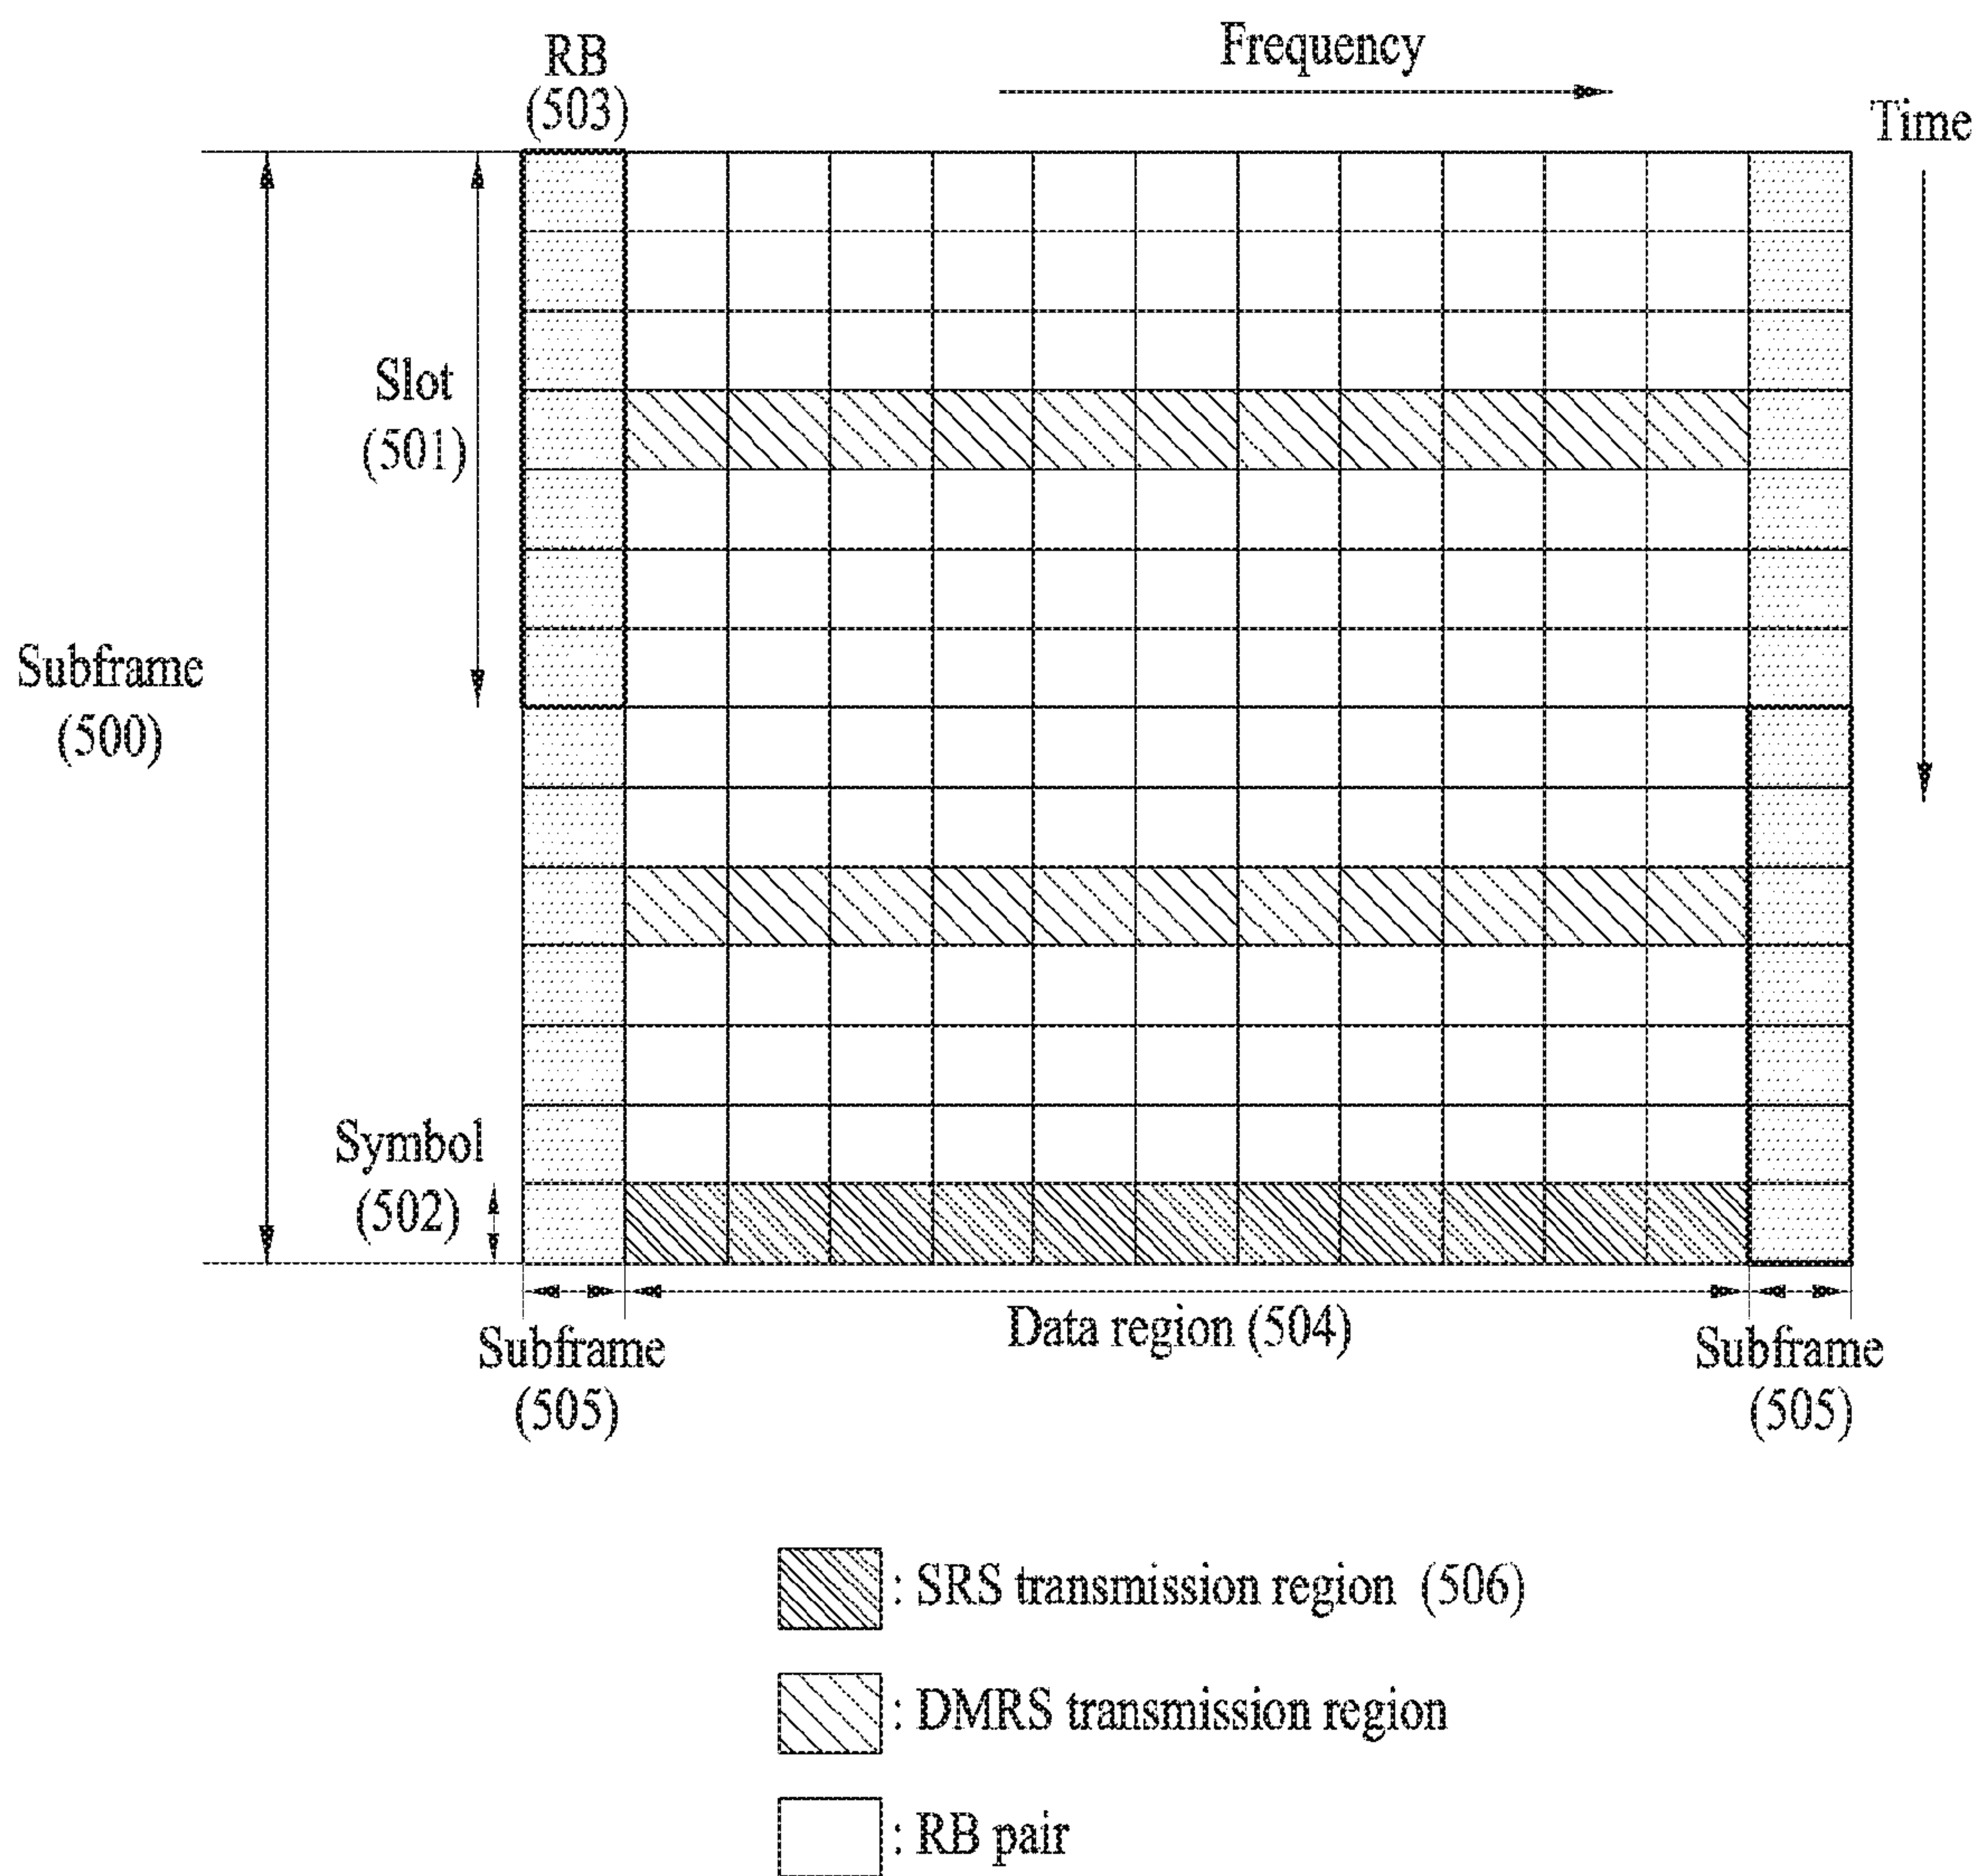 RB
(503)
Frequency
Time
Slot
(501)
Subframe
(500)
Symbol
(502)
Data region (504)
Subframe
(505)
Subframe
(505)
: SRS transmission region (506)
: DMRS transmission region
: RB pair